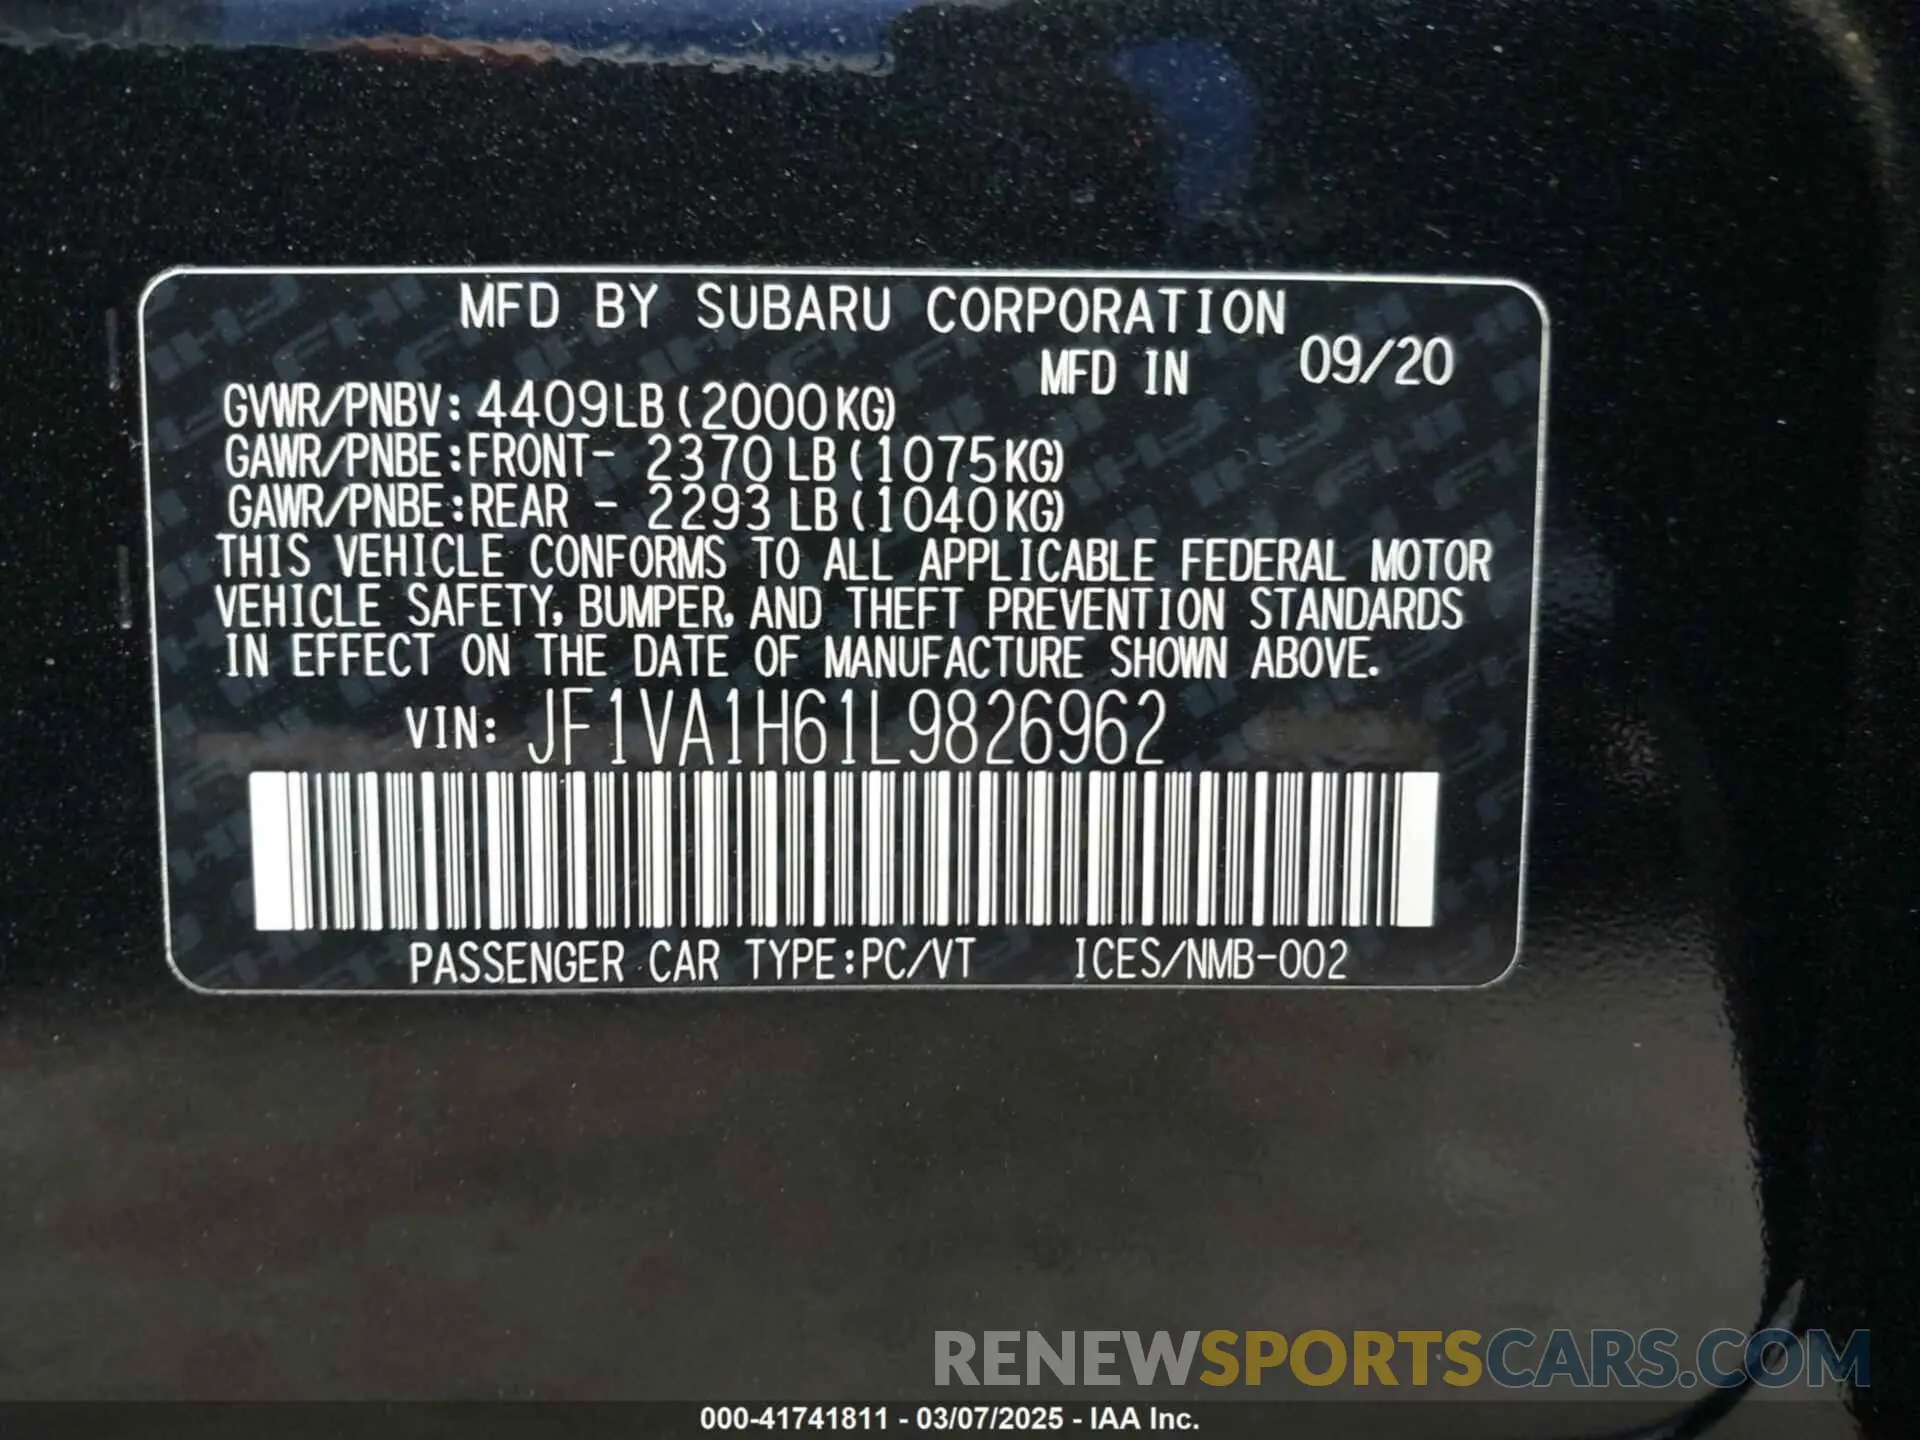 MFD BY SUBARU CORPORATION
MFD IN 09/20
GVWR/PNBV: 4409LB (2000KG)
GAWR/PNBE:FRONT- 2370 LB (1075KG)
GAWR/PNBE:REAR - 2293 LB (1040KG)
THIS VEHICLE CONFORMS TO ALL APPLICABLE FEDERAL MOTOR
VEHICLE SAFETY, BUMPER, AND THEFT PREVENTION STANDARDS
IN EFFECT ON THE DATE OF MANUFACTURE SHOWN ABOVE.
VIN: JF1VA1H61L9826962
PASSENGER CAR TYPE:PC/VT ICES/NMB-002
RENEWSPORTSCARS.COM
000-41741811 - 03/07/2025 - IAA Inc.